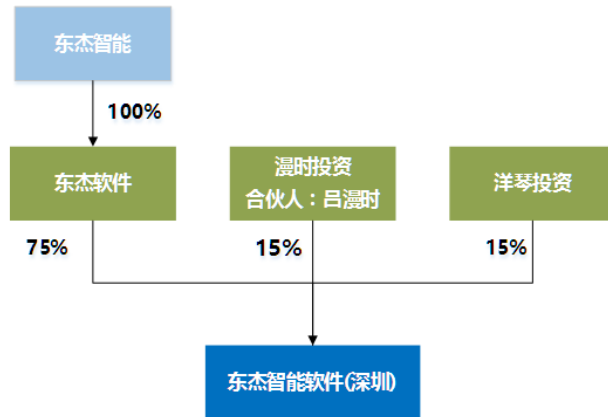 东杰智能
100%
东杰软件
漫时投资
合伙人：吕漫时
洋琴投资
75%
15%
15%
东杰智能软件(深圳)